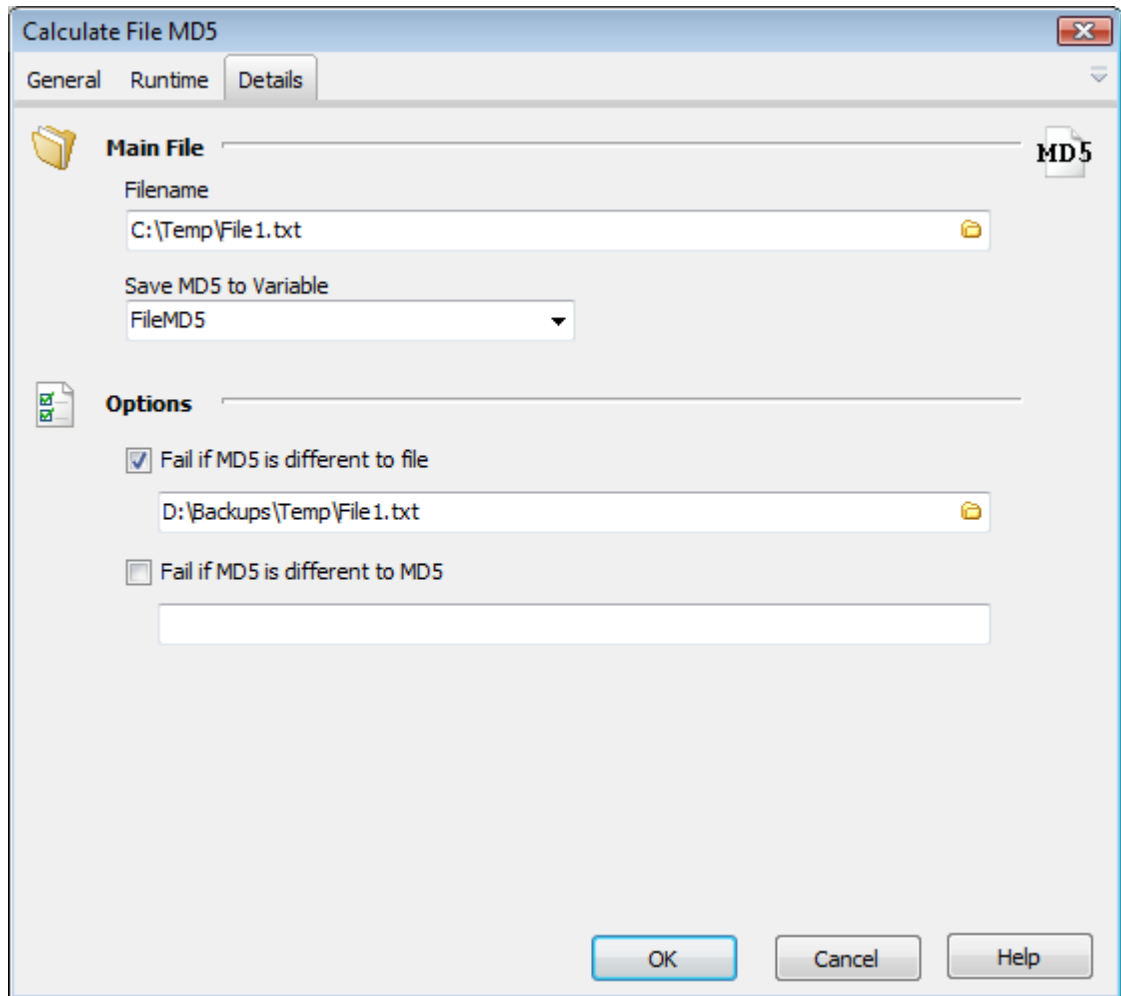 Calculate File MD5
General Runtime Details
Main File
MD5
Filename
C:\Temp\File1.txt
Save MD5 to Variable
FileMD5
Options
Fail if MD5 is different to file
D:\Backups\Temp\File1.txt
Fail if MD5 is different to MD5
OK Cancel Help